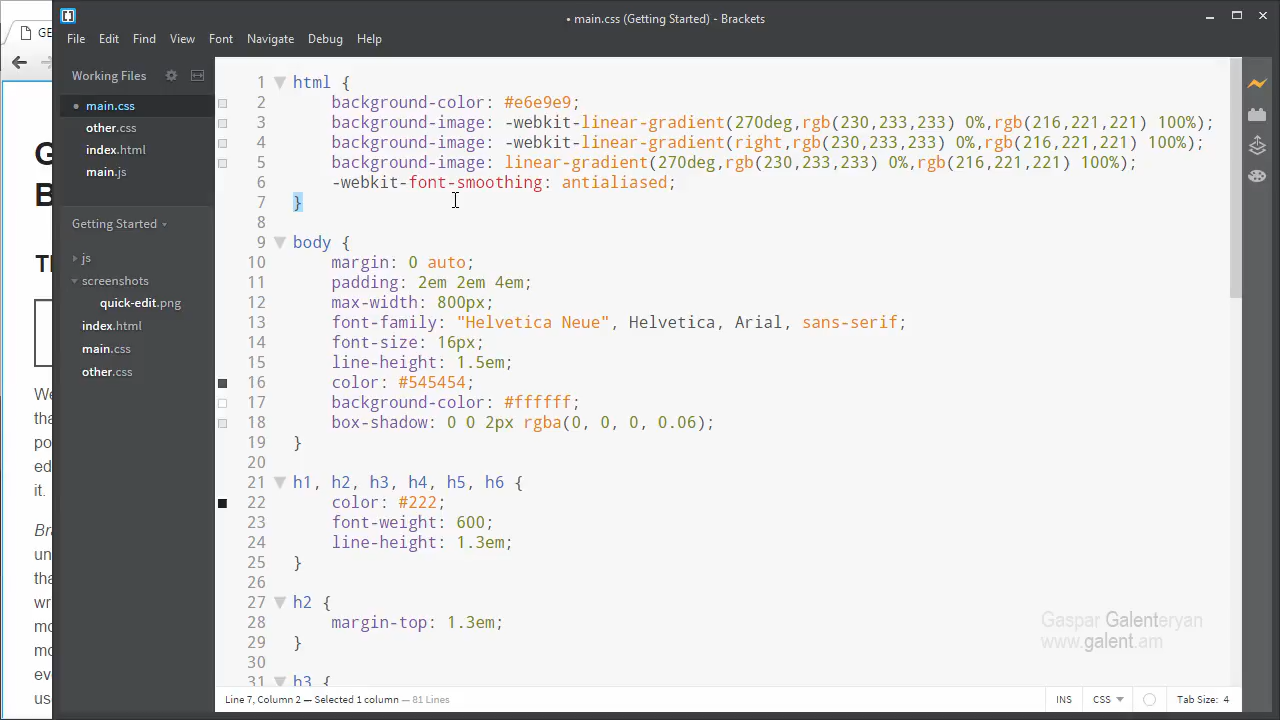 • main.css (Getting Started) - Brackets
File Edit Find View Font Navigate Debug Help
GE
Working Files
• main.css
other.css
index.html
main.js
Getting Started
js
screenshots
quick-edit.png
index.html
main.css
other.css
1 html {
2 background-color: #e6e9e9;
3 background-image: -webkit-linear-gradient(270deg,rgb(230,233,233) 0%,rgb(216,221,221) 100%);
4 background-image: -webkit-linear-gradient(right,rgb(230,233,233) 0%,rgb(216,221,221) 100%);
5 background-image: linear-gradient(270deg,rgb(230,233,233) 0%,rgb(216,221,221) 100%);
6 -webkit-font-smoothing: antialiased;
7 }
8
9 body {
10 margin: 0 auto;
11 padding: 2em 2em 4em;
12 max-width: 800px;
13 font-family: "Helvetica Neue", Helvetica, Arial, sans-serif;
14 font-size: 16px;
15 line-height: 1.5em;
16 color: #545454;
17 background-color: #ffffff;
18 box-shadow: 0 0 2px rgba(0, 0, 0, 0.06);
19 }
20
21 h1, h2, h3, h4, h5, h6 {
22 color: #222;
23 font-weight: 600;
24 line-height: 1.3em;
25 }
26
27 h2 {
28 margin-top: 1.3em;
29 }
30
31 h3 {
G
B
We
tha
po
ed
it.
Bra
un
tha
wr
mo
mo
eve
us
Gaspar Galenteryan
www.galent.am
Line 7, Column 2 — Selected 1 column — 81 Lines
INS CSS Tab Size: 4